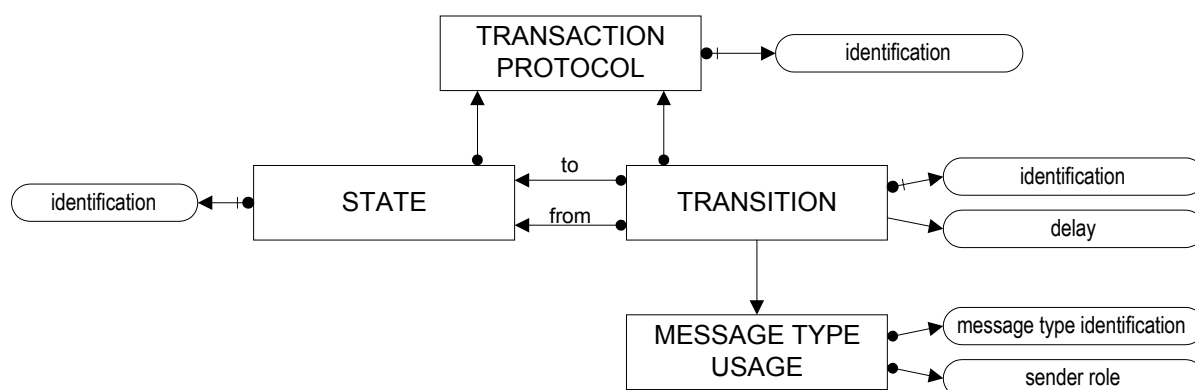 TRANSACTION
PROTOCOL
identification
to
identification
identification
STATE
TRANSITION
from
delay
MESSAGE TYPE
USAGE
message type identification
sender role